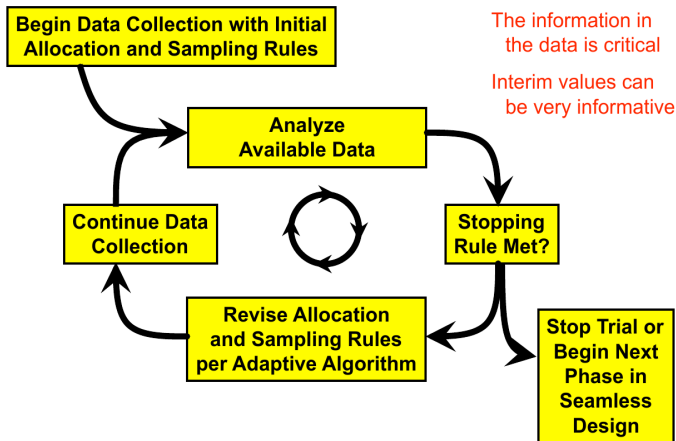 Begin Data Collection with Initial
Allocation and Sampling Rules
The information in
the data is critical
Interim values can
be very informative
Analyze
Available Data
Continue Data
Collection
Stopping
Rule Met?
Revise Allocation
and Sampling Rules
per Adaptive Algorithm
Stop Trial or
Begin Next
Phase in
Seamless
Design